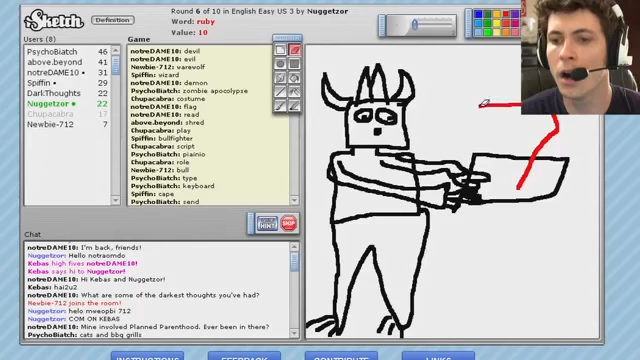 iSketch
Definition
Round 6 of 10 in English Easy US 3 by Nuggetzor
Word: ruby
Value: 10
Users (8)
PsychoBiatch 46
above.beyond 41
notreDAME10 • 31
Spiffin • 29
Dark.Thoughts 22
Nuggetzor • 22
Chupacabra 17
Newbie-712 7
Game
notreDAME10: devil
notreDAME10: evil
Newbie-712: warewolf
Spiffin: wizard
notreDAME10: demon
PsychoBiatch: zombie apocolypse
Chupacabra: costume
notreDAME10: flag
notreDAME10: read
above.beyond: shred
Chupacabra: play
Spiffin: bullfighter
Chupacabra: script
PsychoBiatch: piainio
Chupacabra: role
Newbie-712: bull
PsychoBiatch: type
PsychoBiatch: keyboard
Spiffin: cape
PsychoBiatch: send
HINT
SKIP
Chat
notreDAME10: I'm back, friends!
Nuggetzor: Hello notraomdo
Kebas high fives notreDAME10!
Kebas says hi to Nuggetzor!
notreDAME10: Hi Kebas and Nuggetzor!
Kebas: hai2u2
notreDAME10: What are some of the darkest thoughts you've had?
Newbie-712 joins the room!
Nuggetzor: helo mweopbi 712
Nuggetzor: COM ON KEBAS
notreDAME10: Mine involved Planned Parenthood. Ever been in there?
PsychoBiatch: cats and bbq grills
INSTRUCTIONS
FEEDBACK
CONTRIBUTE
LINKS